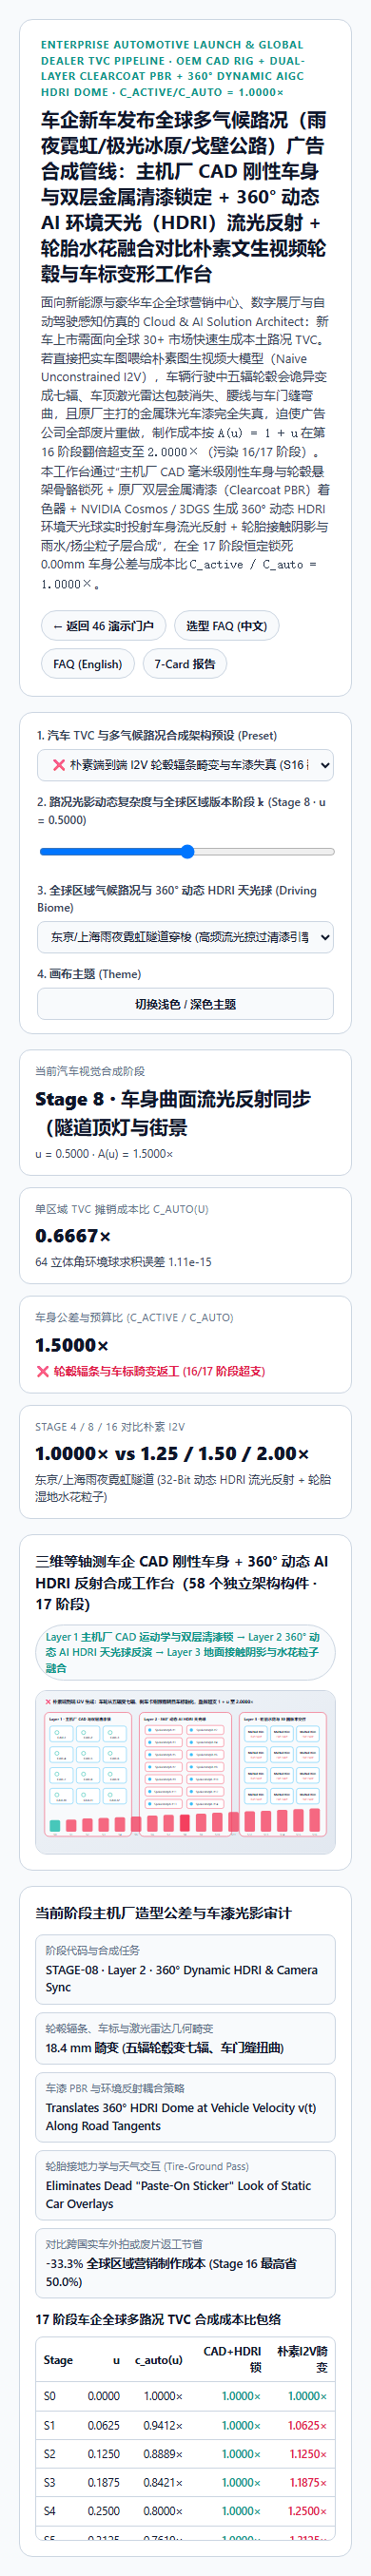 ENTERPRISE AUTOMOTIVE LAUNCH & GLOBAL
DEALER TVC PIPELINE · OEM CAD RIG + DUAL-
LAYER CLEARCOAT PBR + 360° DYNAMIC AIGC
HDRI DOME · C_ACTIVE/C_AUTO = 1.0000×
车企新车发布全球多气候路况（雨
夜霓虹/极光冰原/戈壁公路）广告
合成管线：主机厂 CAD 刚性车身
与双层金属清漆锁定 + 360° 动态
AI 环境天光（HDRI）流光反射 +
轮胎水花融合对比朴素文生视频轮
毂与车标变形工作台
面向新能源与豪华车企全球营销中心、数字展厅与自
动驾驶感知仿真的 Cloud & AI Solution Architect：新
车上市需面向全球 30+ 市场快速生成本土路况 TVC。
若直接把实车图喂给朴素图生视频大模型（Naive
Unconstrained I2V），车辆行驶中五辐轮毂会诡异变
成七辐、车顶激光雷达包鼓消失、腰线与车门缝弯
曲，且原厂主打的金属珠光车漆完全失真，迫使广告
公司全部废片重做，制作成本按 A(u) = 1 + u 在第
16 阶段翻倍超支至 2.0000×（污染 16/17 阶段）。
本工作台通过"主机厂 CAD 毫米级刚性车身与轮毂悬
架骨骼锁死 + 原厂双层金属清漆（Clearcoat PBR）着
色器 + NVIDIA Cosmos / 3DGS 生成 360° 动态 HDRI
环境天光球实时投射车身流光反射 + 轮胎接触阴影与
雨水/扬尘粒子层合成"，在全 17 阶段恒定锁死
0.00mm 车身公差与成本比 C_active / C_auto =
1.0000×。
← 返回 46 演示门户
选型 FAQ (中文)
FAQ (English)
7-Card 报告
1. 汽车 TVC 与多气候路况合成架构预设 (Preset)
❌ 朴素端到端 I2V 轮毂辐条畸变与车漆失真 (S16
2. 路况光影动态复杂度与全球区域版本阶段 k (Stage 8 · u
= 0.5000)
3. 全球区域气候路况与 360° 动态 HDRI 天光球 (Driving
Biome)
东京/上海雨夜霓虹隧道穿梭 (高频流光掠过清漆引
4. 画布主题 (Theme)
切换浅色 / 深色主题
当前汽车视觉合成阶段
Stage 8 · 车身曲面流光反射同步
（隧道顶灯与街景
u = 0.5000 · A(u) = 1.5000×
单区域 TVC 摊销成本比 C_AUTO(U)
0.6667×
64 立体角环境球求积误差 1.11e-15
车身公差与预算比 (C_ACTIVE / C_AUTO)
1.5000×
❌ 轮毂辐条与车标畸变返工 (16/17 阶段超支)
STAGE 4 / 8 / 16 对比朴素 I2V
1.0000× vs 1.25 / 1.50 / 2.00×
东京/上海雨夜霓虹隧道 (32-Bit 动态 HDRI 流光反射 + 轮胎
湿地水花粒子)
三维等轴测车企 CAD 刚性车身 + 360° 动态 AI
HDRI 反射合成工作台（58 个独立架构构件 ·
17 阶段）
Layer 1 主机厂 CAD 运动学与双层清漆锁 → Layer 2 360° 动
态 AI HDRI 天光球反演 → Layer 3 地面接触阴影与水花粒子
融合
当前阶段主机厂造型公差与车漆光影审计
阶段代码与合成任务
STAGE-08 · Layer 2 · 360° Dynamic HDRI & Camera
Sync
轮毂辐条、车标与激光雷达几何畸变
18.4 mm 畸变 (五辐轮毂变七辐、车门缝扭曲)
车漆 PBR 与环境反射耦合策略
Translates 360° HDRI Dome at Vehicle Velocity v(t)
Along Road Tangents
轮胎接地力学与天气交互 (Tire-Ground Pass)
Eliminates Dead "Paste-On Sticker" Look of Static
Car Overlays
对比跨国实车外拍或废片返工节省
-33.3% 全球区域营销制作成本 (Stage 16 最高省
50.0%)
17 阶段车企全球多路况 TVC 合成成本比包络
Stage u c_auto(u) CAD+HDRI锁 朴素I2V畸变
S0 0.0000 1.0000× 1.0000× 1.0000×
S1 0.0625 0.9412× 1.0000× 1.0625×
S2 0.1250 0.8889× 1.0000× 1.1250×
S3 0.1875 0.8421× 1.0000× 1.1875×
S4 0.2500 0.8000× 1.0000× 1.2500×
S5 0.3125 0.7619× 1.0000× 1.3125×